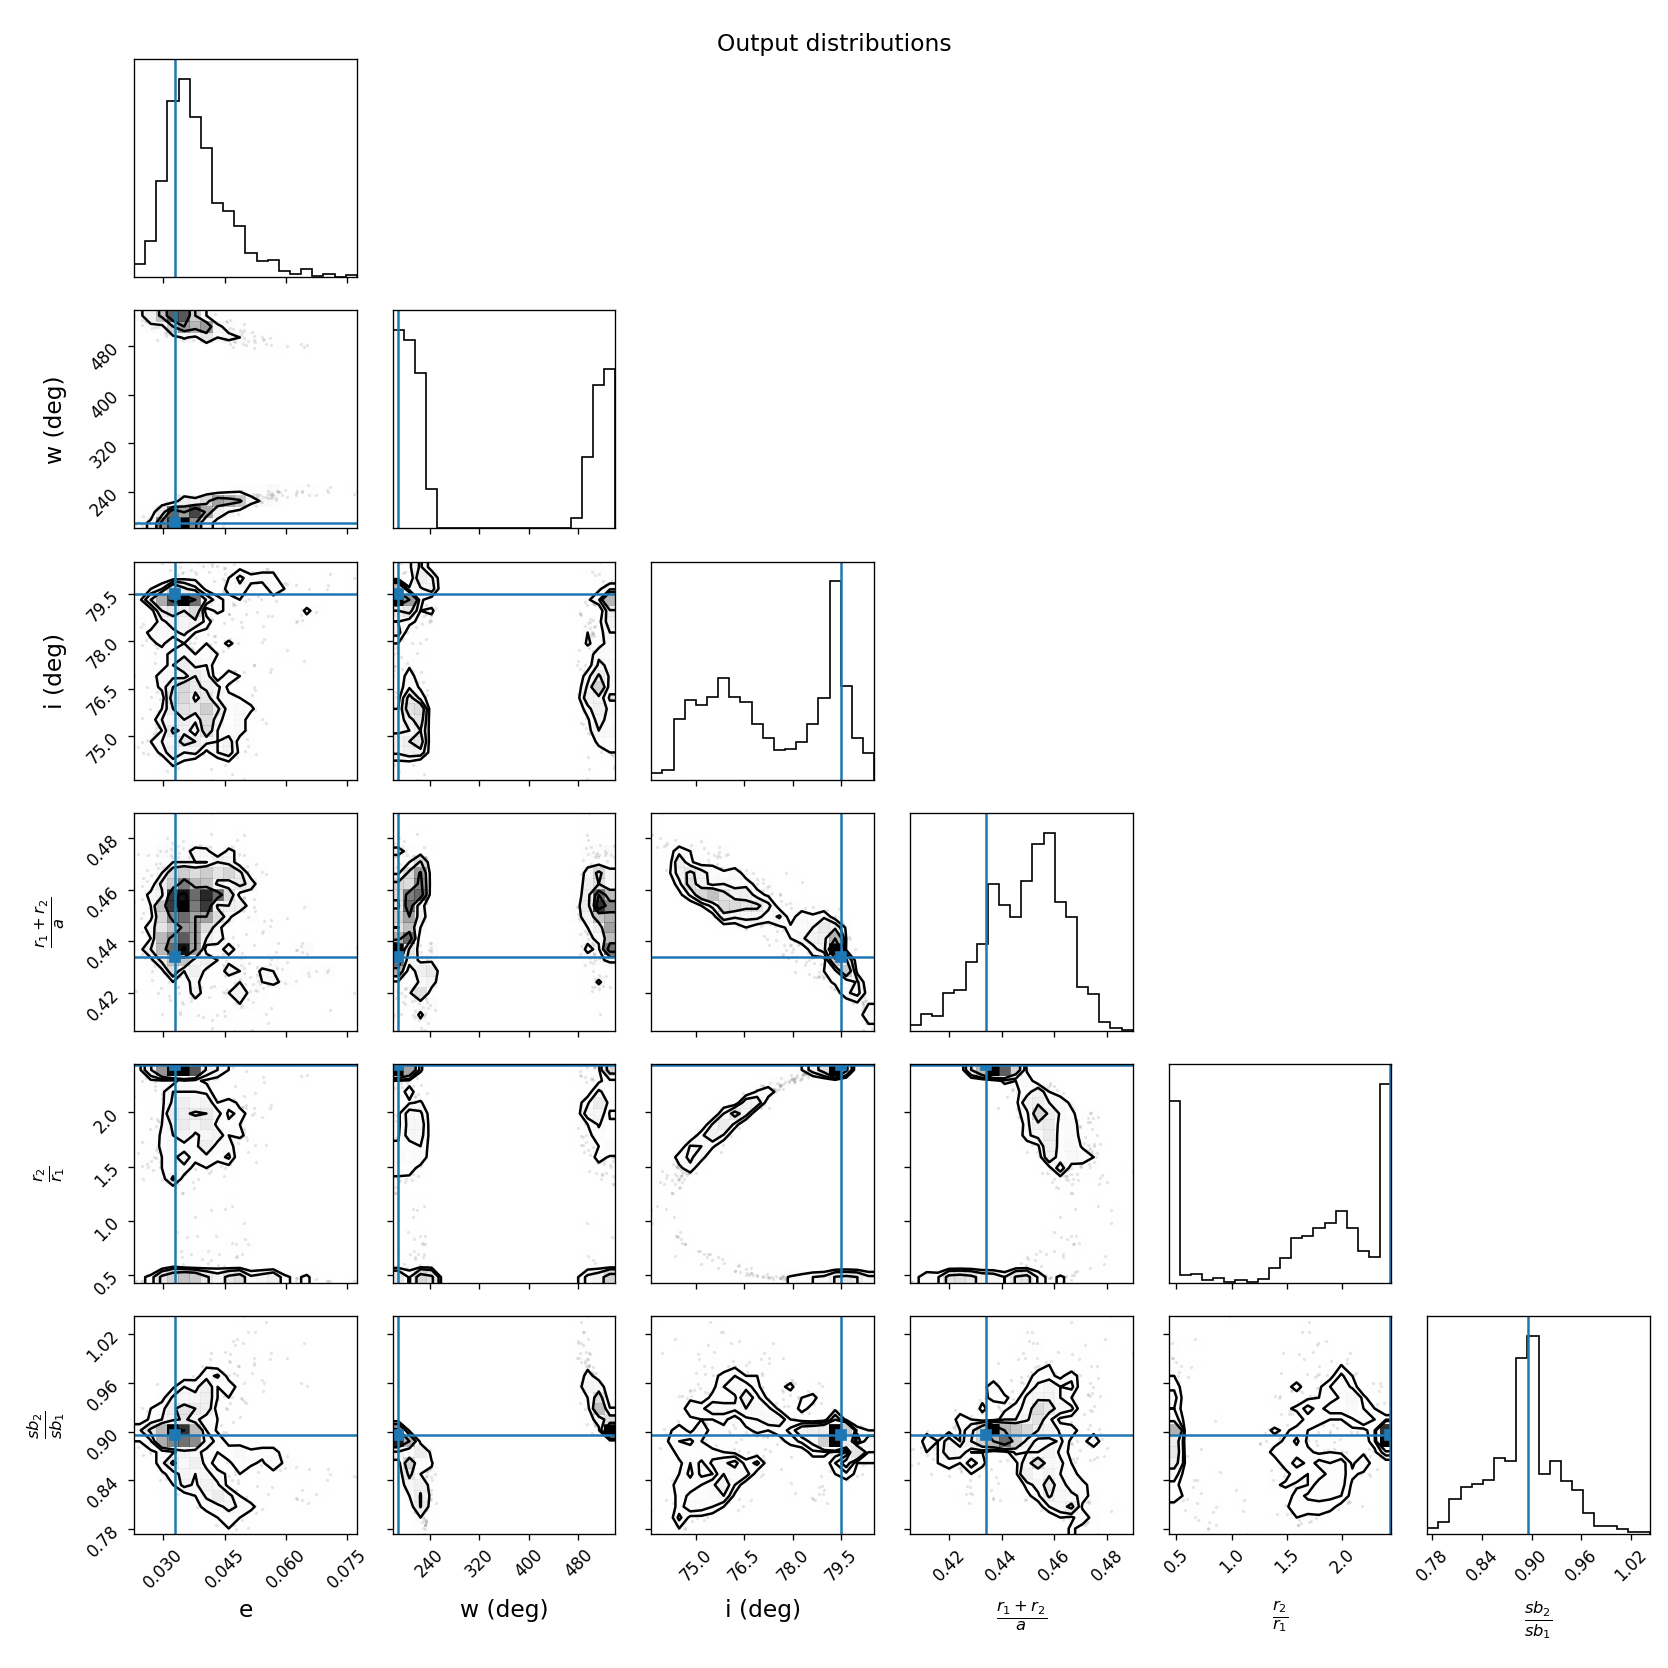 Output distributions
w (deg)
480
400
320
240
i (deg)
79.5
78.0
76.5
75.0
r1 + r2
a
0.48
0.46
0.44
0.42
r2
r1
2.0
1.5
1.0
0.5
sb2
sb1
1.02
0.96
0.90
0.84
0.78
0.030 0.045 0.060 0.075
240 320 400 480
75.0 76.5 78.0 79.5
0.42 0.44 0.46 0.48
0.5 1.0 1.5 2.0
0.78 0.84 0.90 0.96 1.02
e
w (deg)
i (deg)
r1 + r2
a
r2
r1
sb2
sb1